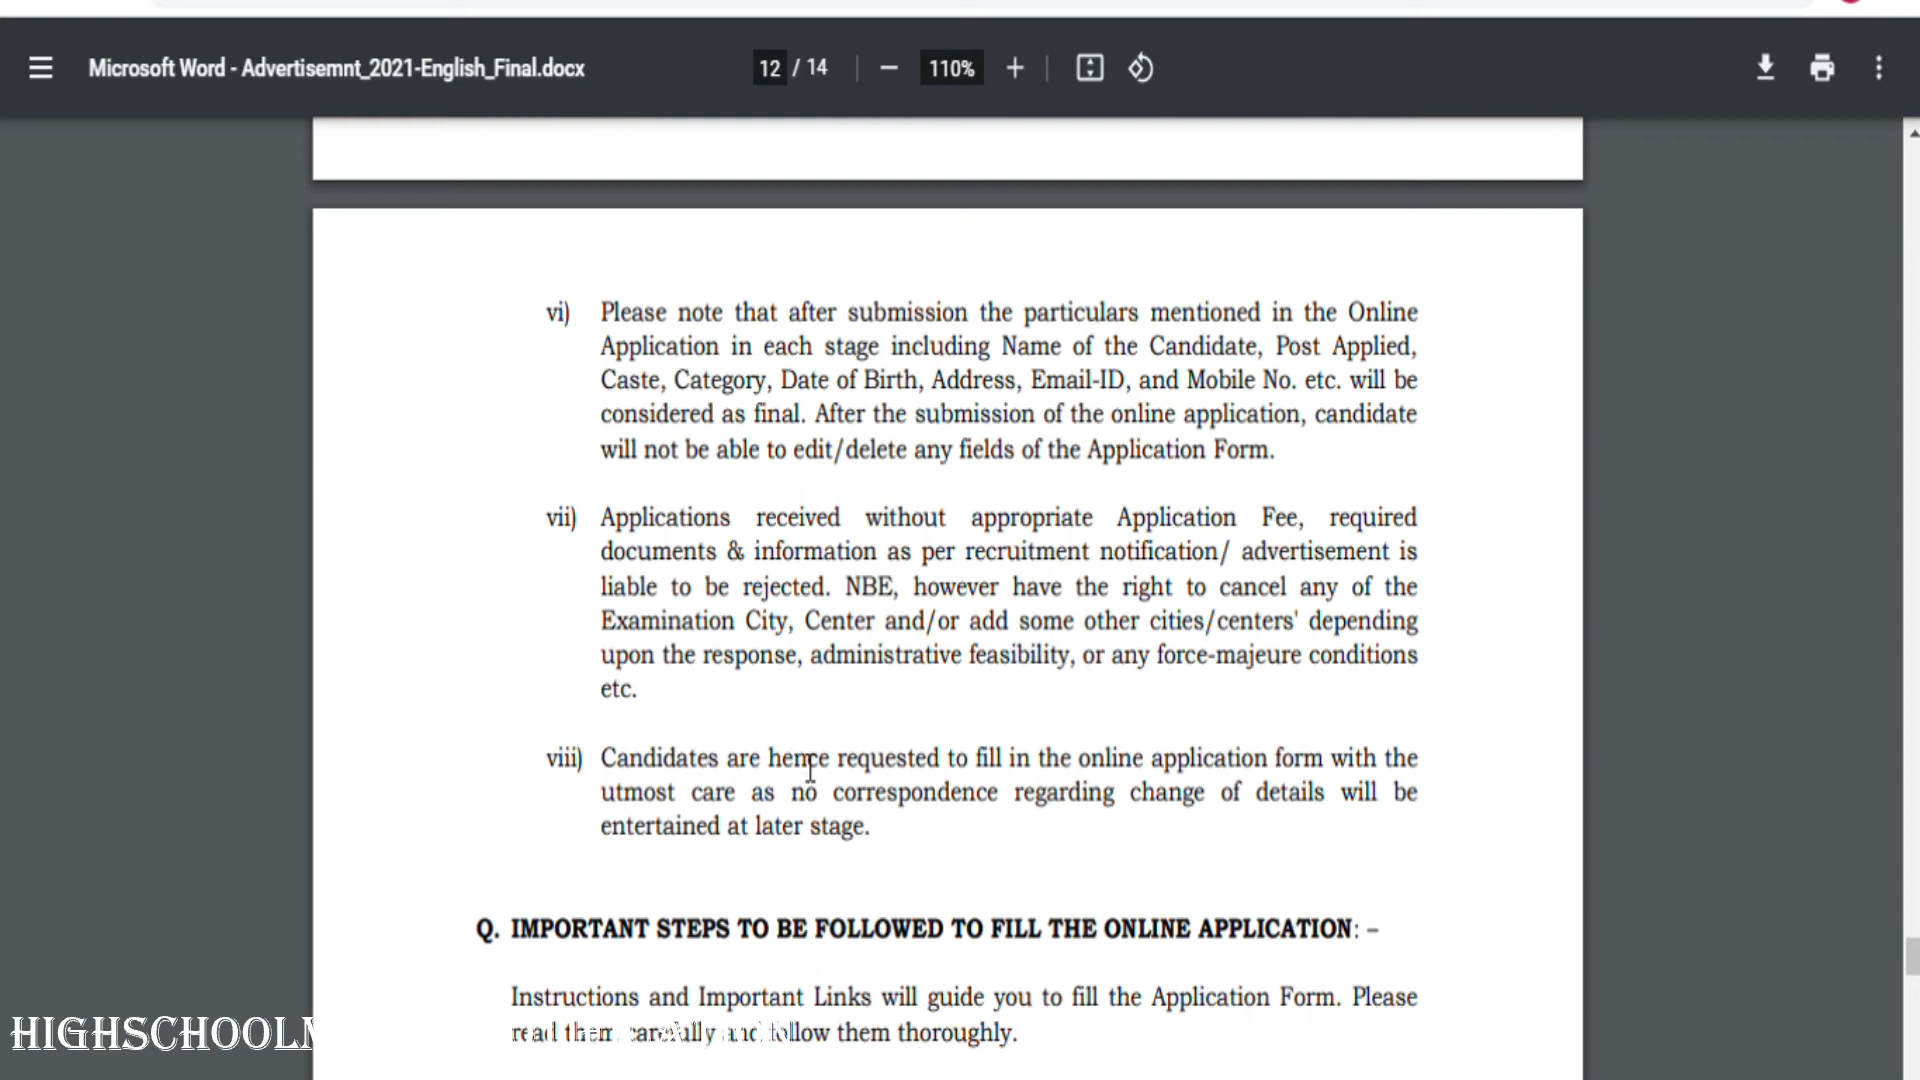 Microsoft Word - Advertisemnt_2021-English_Final.docx
12 / 14
110%
vi) Please note that after submission the particulars mentioned in the Online
Application in each stage including Name of the Candidate, Post Applied,
Caste, Category, Date of Birth, Address, Email-ID, and Mobile No. etc. will be
considered as final. After the submission of the online application, candidate
will not be able to edit/delete any fields of the Application Form.
vii) Applications received without appropriate Application Fee, required
documents & information as per recruitment notification/ advertisement is
liable to be rejected. NBE, however have the right to cancel any of the
Examination City, Center and/or add some other cities/centers' depending
upon the response, administrative feasibility, or any force-majeure conditions
etc.
viii) Candidates are hence requested to fill in the online application form with the
utmost care as no correspondence regarding change of details will be
entertained at later stage.
Q. IMPORTANT STEPS TO BE FOLLOWED TO FILL THE ONLINE APPLICATION: –
Instructions and Important Links will guide you to fill the Application Form. Please
read them carefully and follow them thoroughly.